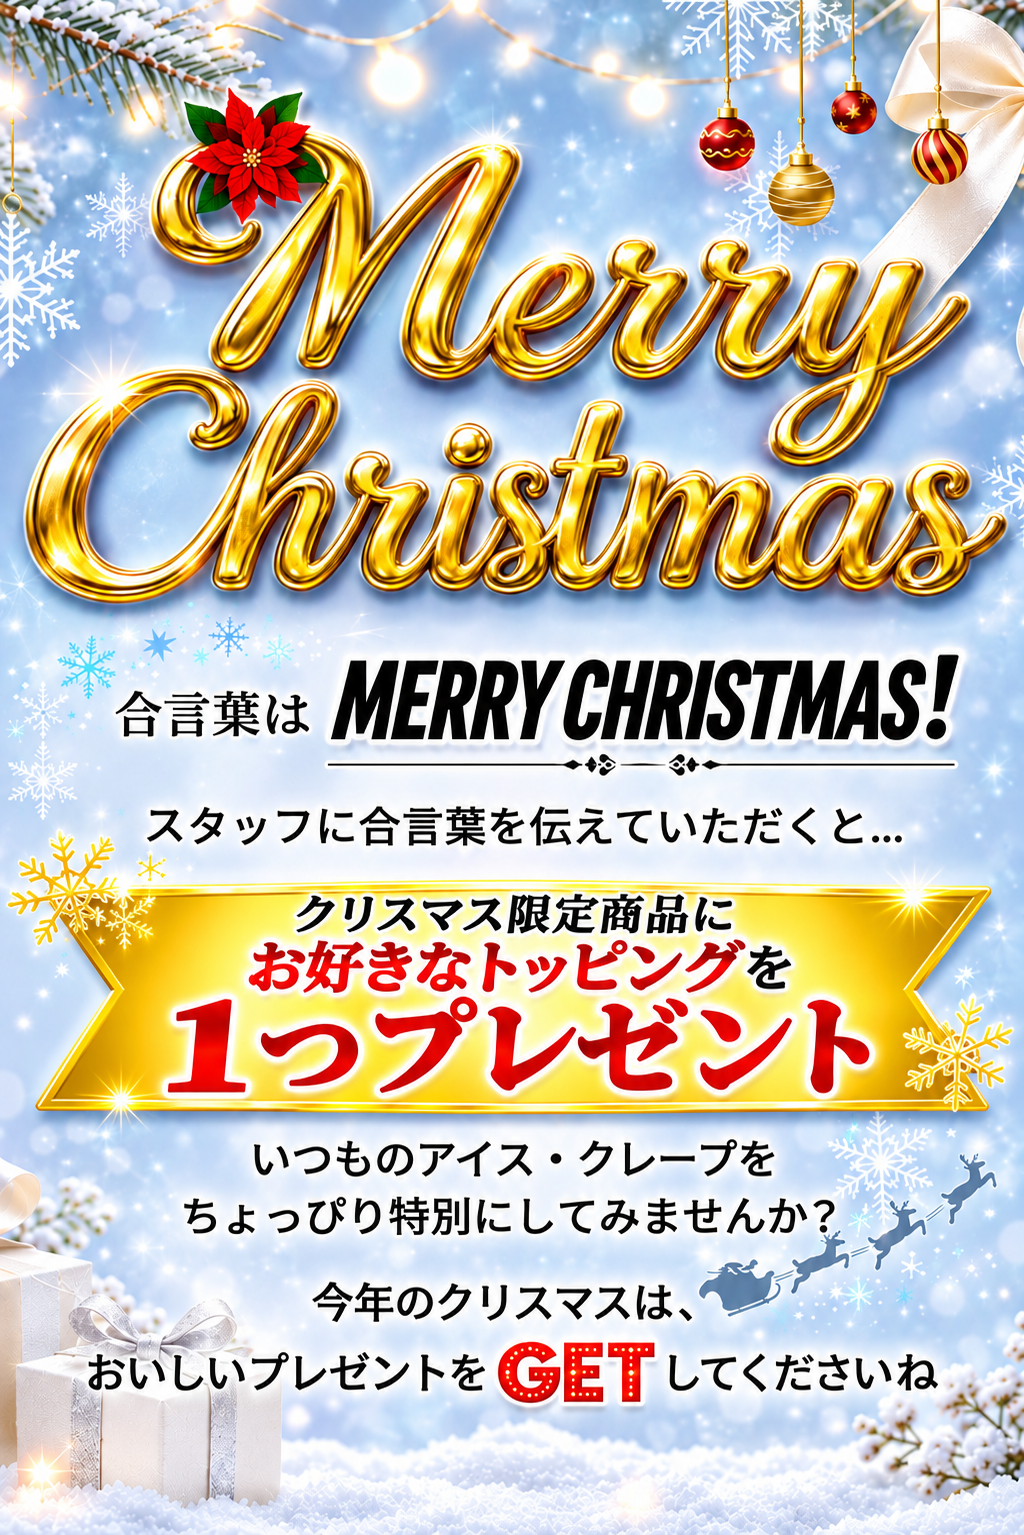 Merry
Christmas
合言葉は MERRY CHRISTMAS!
スタッフに合言葉を伝えていただくと...
クリスマス限定商品に
お好きなトッピングを
1つプレゼント
いつものアイス・クレープを
ちょっぴり特別にしてみませんか?
今年のクリスマスは、
おいしいプレゼントをGETしてくださいね